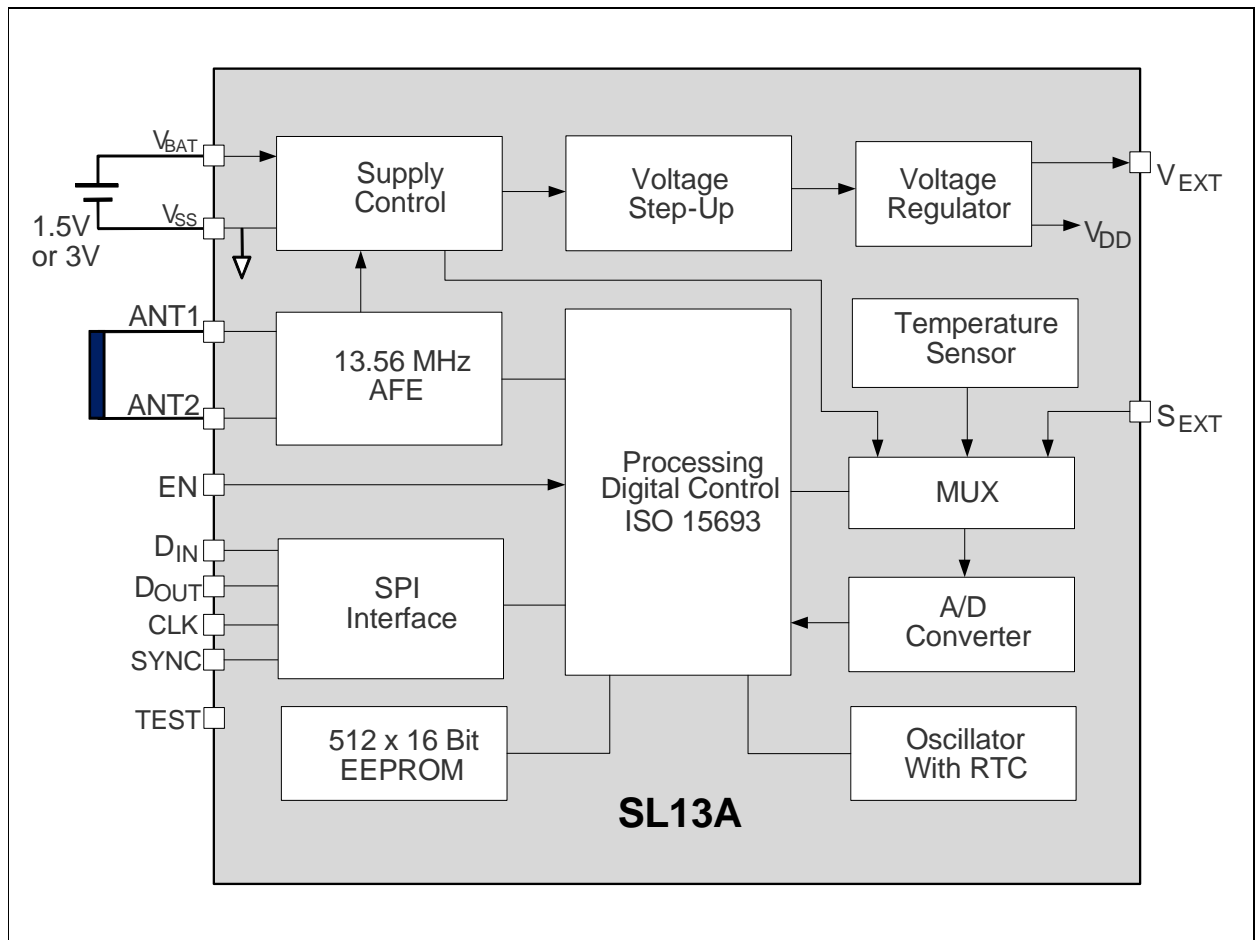 VBAT
Supply
Control
Voltage
Step-Up
Voltage
Regulator
VEXT
VSS
1.5V
or 3V
VDD
ANT1
13.56 MHz
AFE
ANT2
Temperature
Sensor
SEXT
EN
Processing
Digital Control
ISO 15693
MUX
DIN
DOUT
CLK
SYNC
SPI
Interface
A/D
Converter
TEST
512 x 16 Bit
EEPROM
Oscillator
With RTC
SL13A